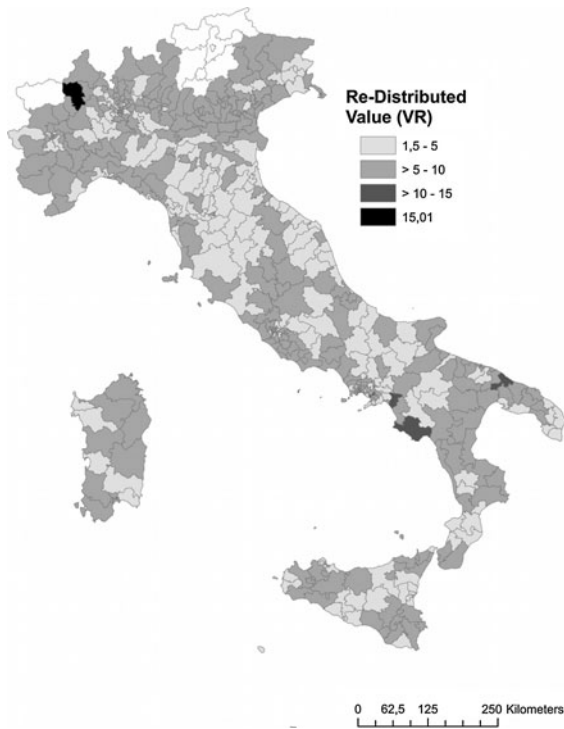 Re-Distributed
Value (VR)
1,5 - 5
> 5 - 10
> 10 - 15
15,01
0 62,5 125 250 Kilometers